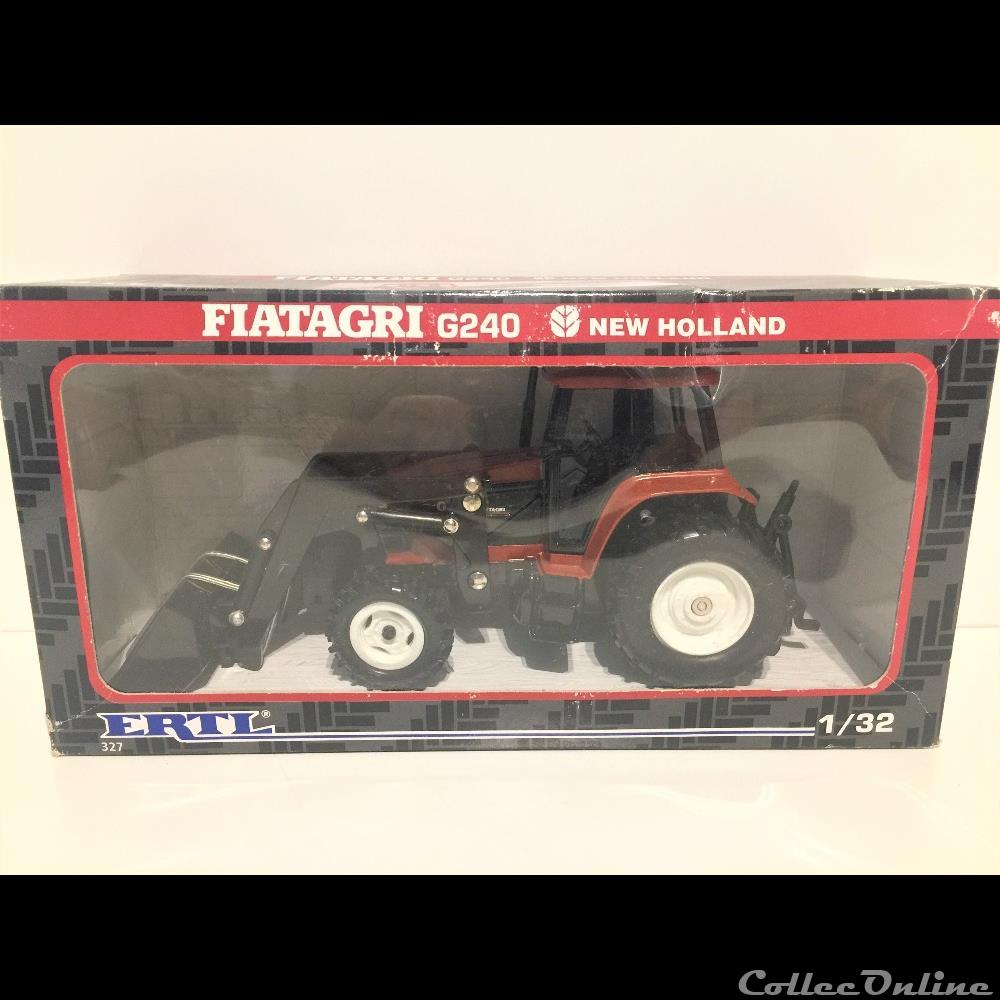 FIATAGRI G240 NEW HOLLAND
ERTL®
327
1/32
CollecOnline